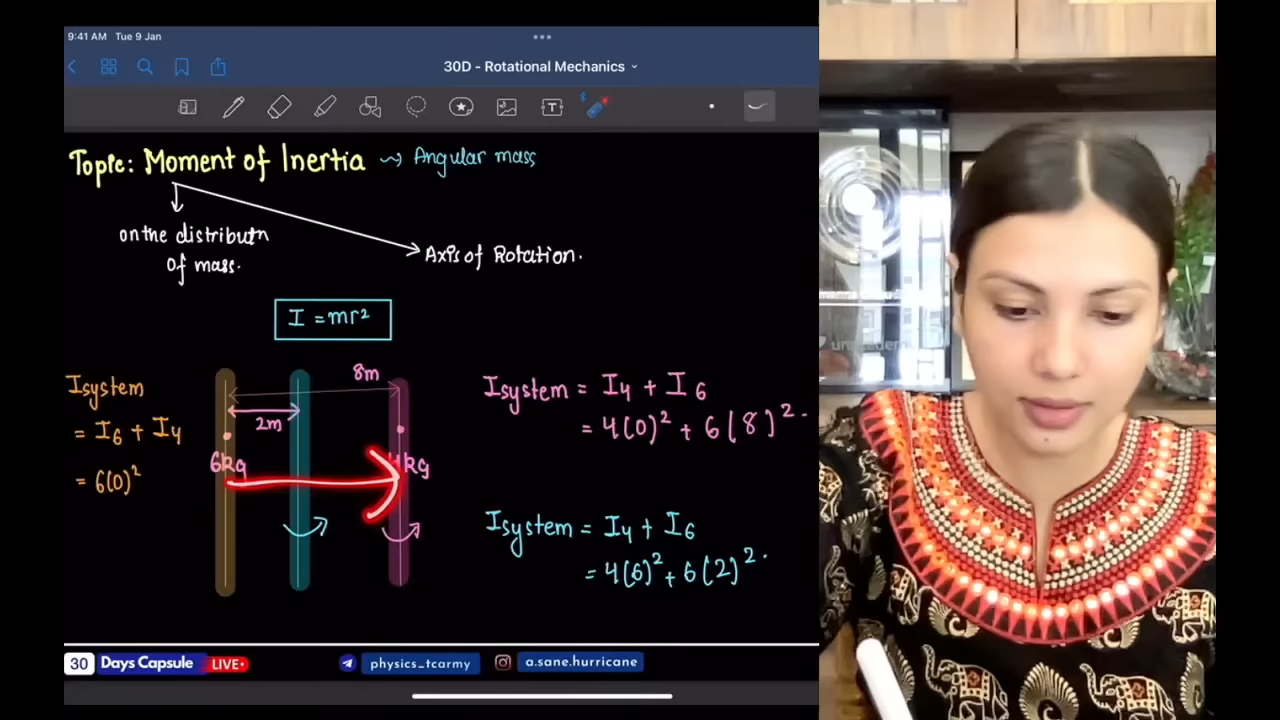 9:41 AM Tue 9 Jan
30D - Rotational Mechanics
Topic: Moment of Inertia ~> Angular mass
on the distributn
of mass.
Axis of Rotation.
I = mr²
8m
2m
6kg
4kg
Isystem
= I6 + I4
= 6(0)²
Isystem = I4 + I6
= 4(0)² + 6(8)².
Isystem = I4 + I6
= 4(6)² + 6(2)².
30 Days Capsule LIVE
physics_tcarmy
a.sane.hurricane